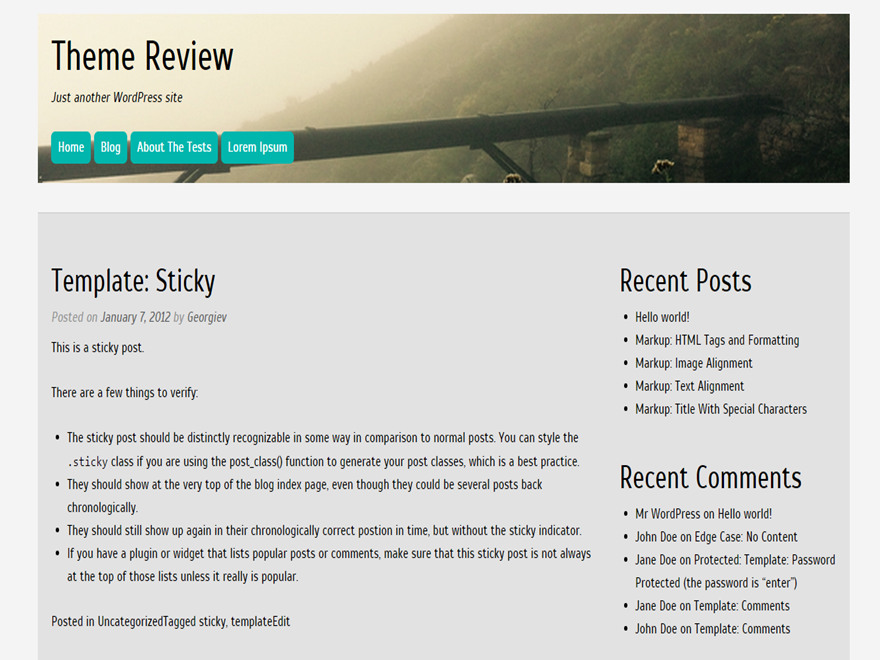 Theme Review
Just another WordPress site
Home Blog About The Tests Lorem Ipsum
Template: Sticky
Posted on January 7, 2012 by Georgiev
This is a sticky post.
There are a few things to verify:
• The sticky post should be distinctly recognizable in some way in comparison to normal posts. You can style the
.sticky class if you are using the post_class() function to generate your post classes, which is a best practice.
• They should show at the very top of the blog index page, even though they could be several posts back
chronologically.
• They should still show up again in their chronologically correct postion in time, but without the sticky indicator.
• If you have a plugin or widget that lists popular posts or comments, make sure that this sticky post is not always
at the top of those lists unless it really is popular.
Posted in UncategorizedTagged sticky, templateEdit
Recent Posts
• Hello world!
• Markup: HTML Tags and Formatting
• Markup: Image Alignment
• Markup: Text Alignment
• Markup: Title With Special Characters
Recent Comments
• Mr WordPress on Hello world!
• John Doe on Edge Case: No Content
• Jane Doe on Protected: Template: Password
Protected (the password is “enter”)
• Jane Doe on Template: Comments
• John Doe on Template: Comments